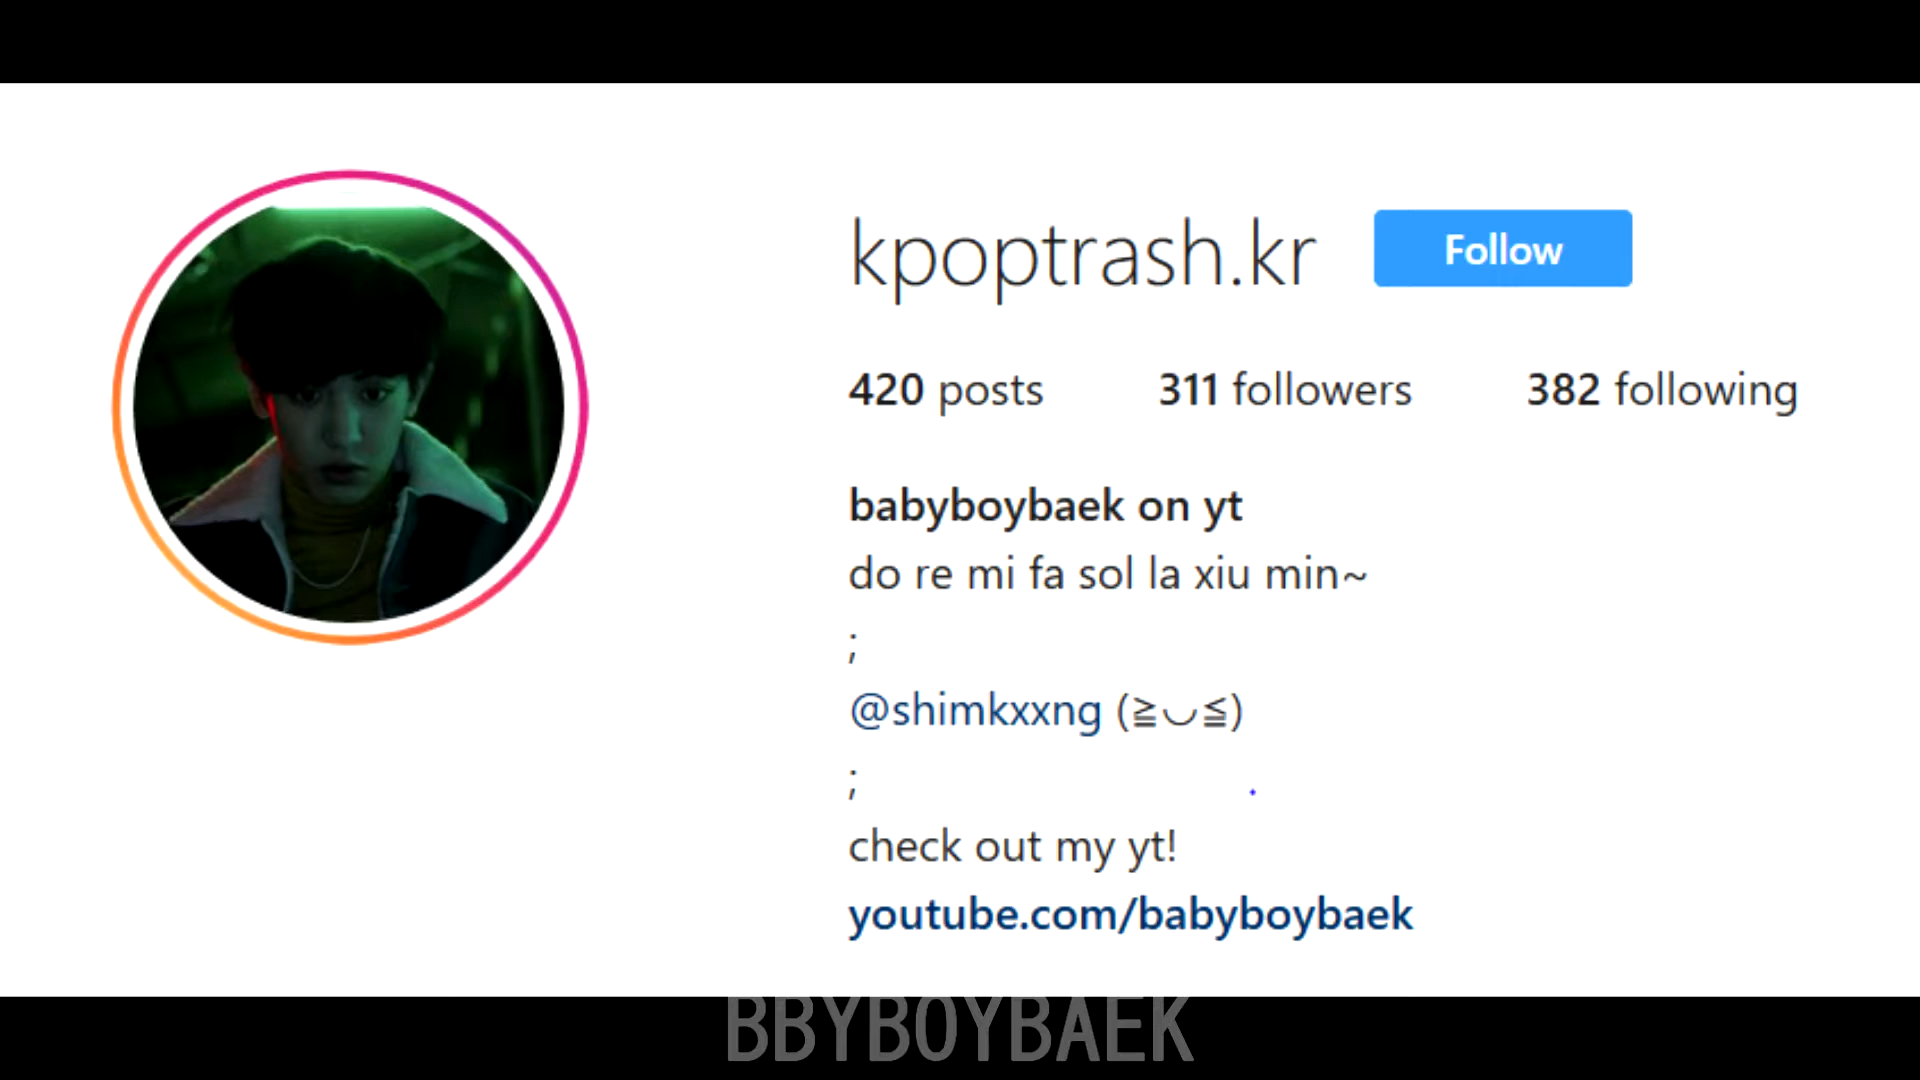 kpoptrash.kr Follow
420 posts 311 followers 382 following
babyboybaek on yt
do re mi fa sol la xiu min~
;
@shimkxxng (≧◡≦)
;
check out my yt!
youtube.com/babyboybaek
BBYBOYBAEK